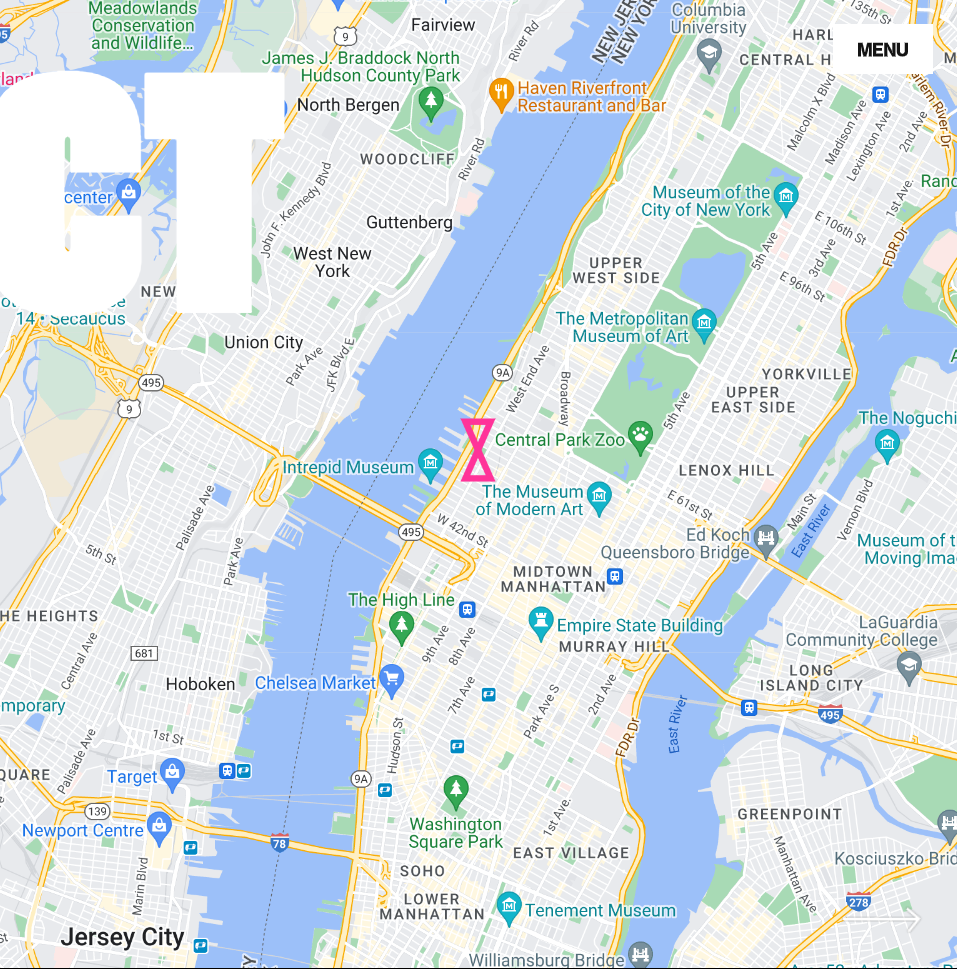 Meadowlands
Conservation
and Wildlife...
Fairview
9
River Rd
NEW JERSEY
NEW YORK
Columbia
University
135th St
MENU
CENTRAL H
James J. Braddock North
Hudson County Park
North Bergen
Haven Riverfront
Restaurant and Bar
CT
WOODCLIFF
River Rd
Malcolm X Blvd
Madison Ave
Lexington Ave
2nd Ave
Harlem River Dr
center
John F. Kennedy Blvd
Guttenberg
Museum of the
City of New York
1st Ave.
E 106th St
West New
York
UPPER
WEST SIDE
5th Ave
3rd Ave
E 96th St
FDR Dr
NEW
14 • Secaucus
The Metropolitan
Museum of Art
Union City
Park Ave
JFK Blvd E
495
9
9A
West End Ave
Broadway
5th Ave
YORKVILLE
UPPER
EAST SIDE
The Noguchi
Central Park Zoo
Intrepid Museum
LENOX HILL
The Museum
of Modern Art
E 61st St
Main St
East River
Vernon Blvd
Palisade Ave
Park Ave
5th St
495
W 42nd St
Ed Koch
Queensboro Bridge
Museum of t
Moving Ima
MIDTOWN
MANHATTAN
HE HEIGHTS
The High Line
Empire State Building
MURRAY HILL
LaGuardia
Community College
Central Ave
681
9th Ave
8th Ave
Hoboken
Chelsea Market
LONG
ISLAND CITY
mporary
7th Ave
Park Ave S
2nd Ave
East River
495
1st St
Hudson St
FDR Dr
Palisade Ave
QUARE
Target
9A
139
Newport Centre
78
Washington
Square Park
1st Ave.
GREENPOINT
EAST VILLAGE
Manhattan Ave
Kosciuszko Brid
SOHO
Marin Blvd
LOWER
MANHATTAN
Tenement Museum
278
Jersey City
Williamsburg Bridge